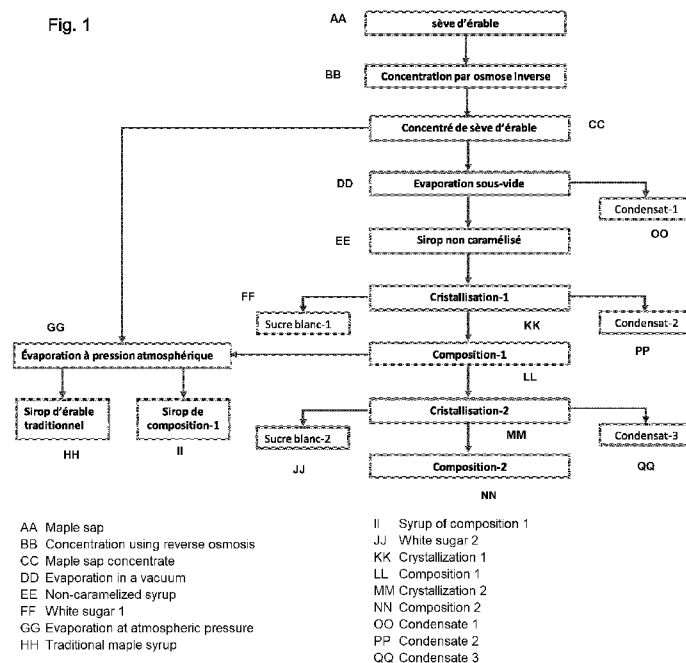 Fig. 1
AA
sève d'érable
BB
Concentration par osmose inverse
Concentré de sève d'érable
CC
DD
Evaporation sous-vide
Condensat-1
OO
EE
Sirop non caramélisé
FF
Cristallisation-1
Sucre blanc-1
KK
Condensat-2
PP
GG
Évaporation à pression atmosphérique
Composition-1
LL
Sirop d'érable
traditionnel
Sirop de
composition-1
HH
II
Cristallisation-2
Sucre blanc-2
JJ
MM
Condensat-3
QQ
Composition-2
NN
AA Maple sap
BB Concentration using reverse osmosis
CC Maple sap concentrate
DD Evaporation in a vacuum
EE Non-caramelized syrup
FF White sugar 1
GG Evaporation at atmospheric pressure
HH Traditional maple syrup
II Syrup of composition 1
JJ White sugar 2
KK Crystallization 1
LL Composition 1
MM Crystallization 2
NN Composition 2
OO Condensate 1
PP Condensate 2
QQ Condensate 3